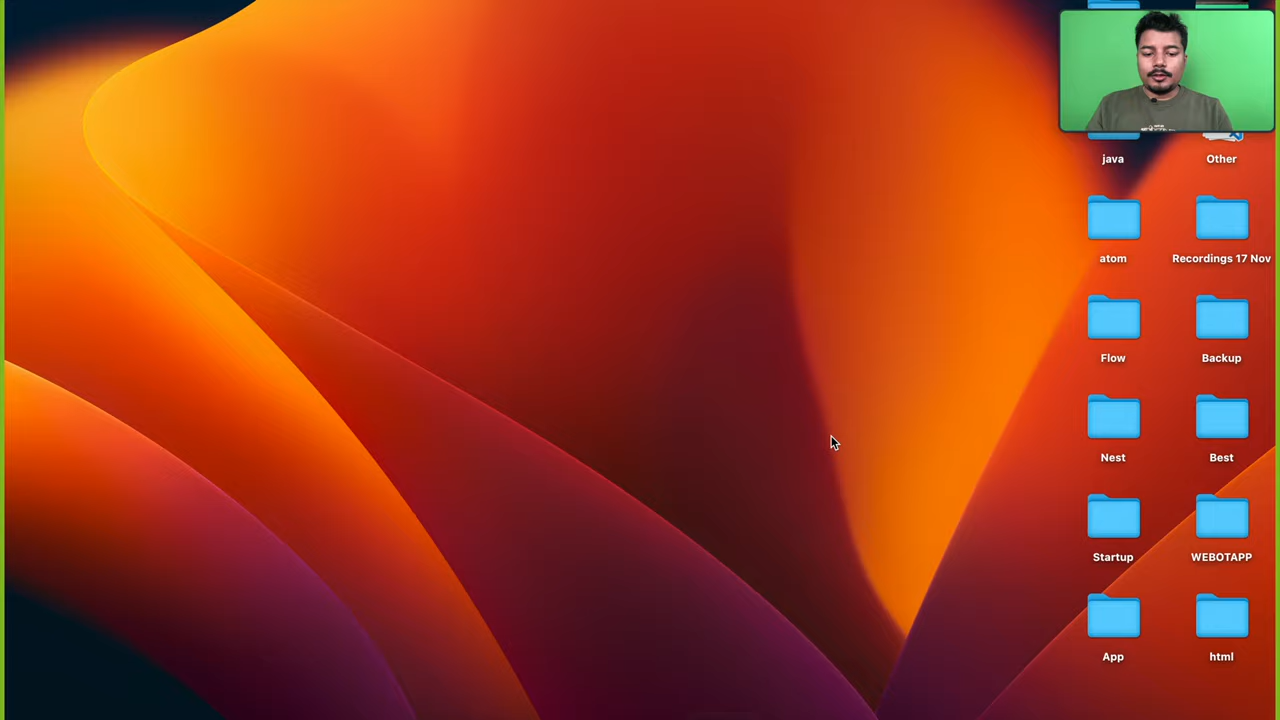 java
Other
atom
Recordings 17 Nov
Flow
Backup
Nest
Best
Startup
WEBOTAPP
App
html